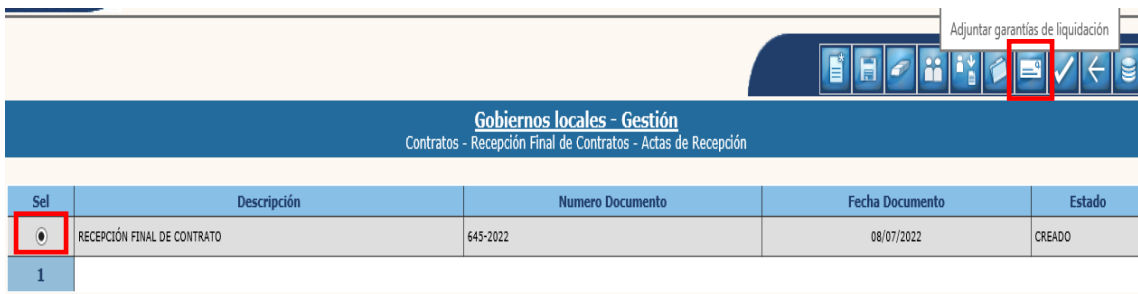 Adjuntar garantías de liquidación
Gobiernos locales - Gestión
Contratos - Recepción Final de Contratos - Actas de Recepción
Sel Descripción Numero Documento Fecha Documento Estado
RECEPCIÓN FINAL DE CONTRATO 645-2022 08/07/2022 CREADO
1